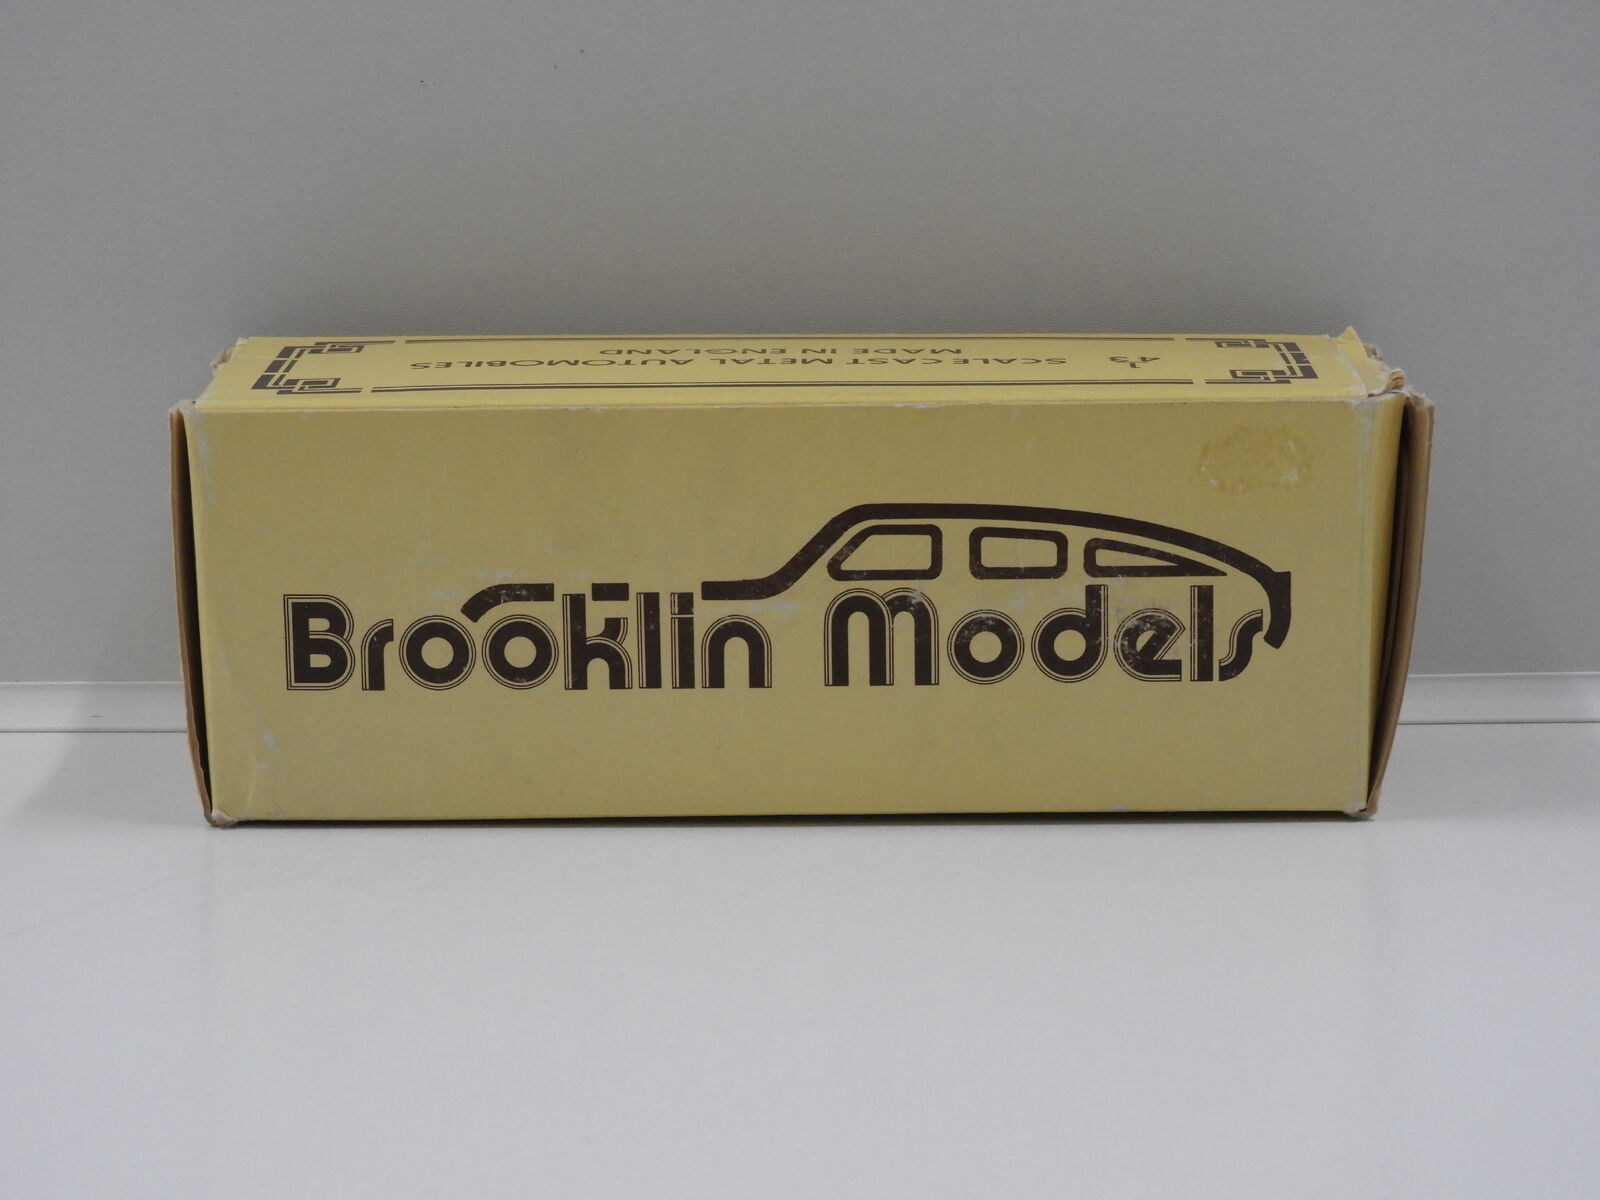 1/43 SCALE CAST METAL AUTOMOBILES
MADE IN ENGLAND
Brooklin Models